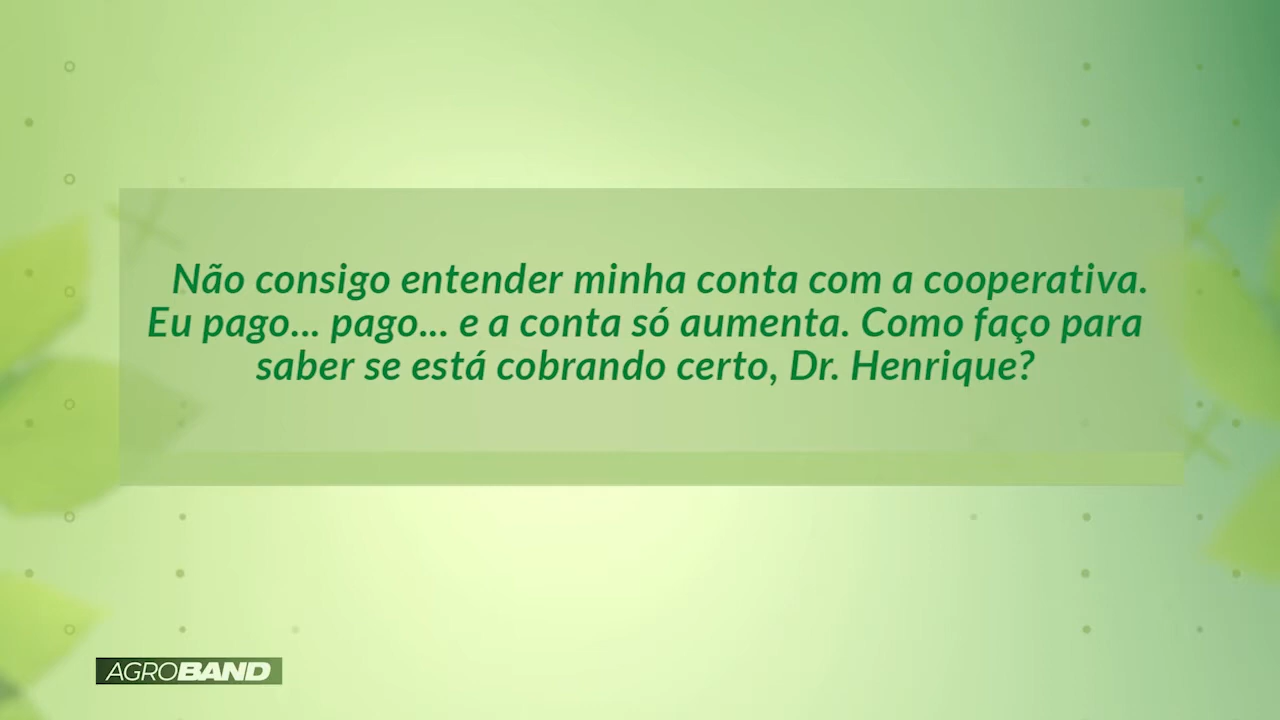 Não consigo entender minha conta com a cooperativa.
Eu pago... pago... e a conta só aumenta. Como faço para
saber se está cobrando certo, Dr. Henrique?
AGROBAND